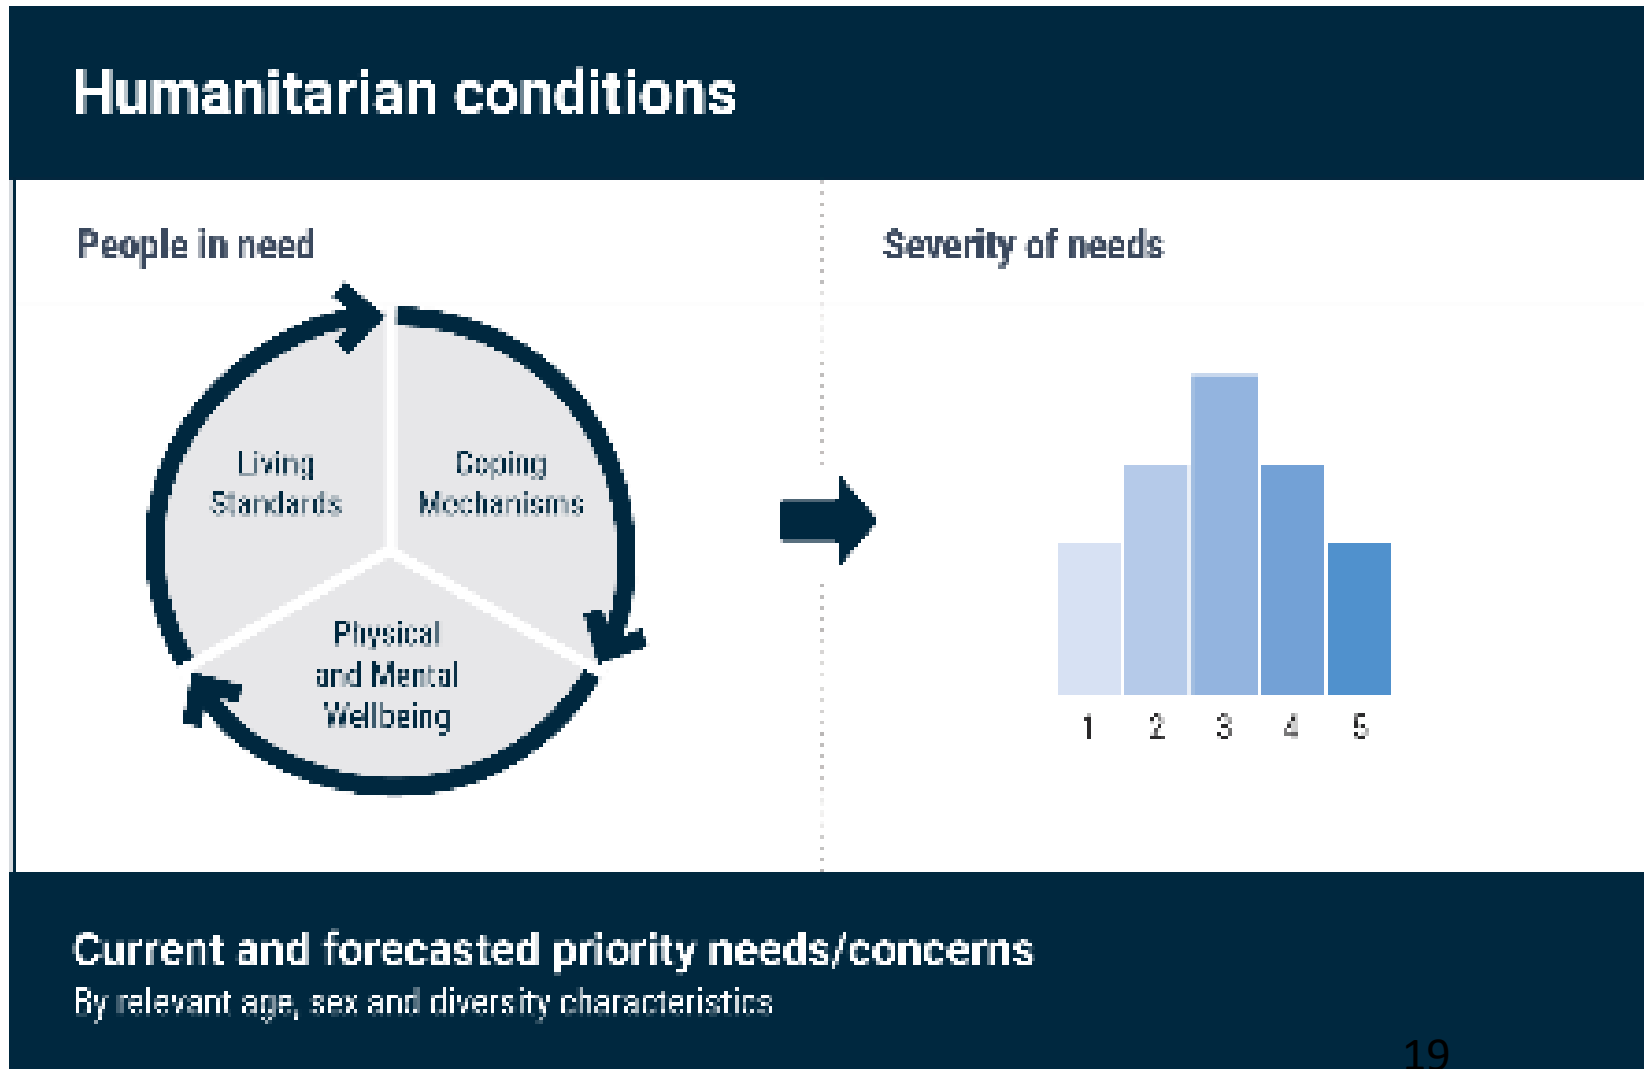 Humanitarian conditions
People in need
Severity of needs
Living
Standards
Coping
Mechanisms
Physical
and Mental
Wellbeing
1 2 3 4 5
Current and forecasted priority needs/concerns
By relevant age, sex and diversity characteristics
19